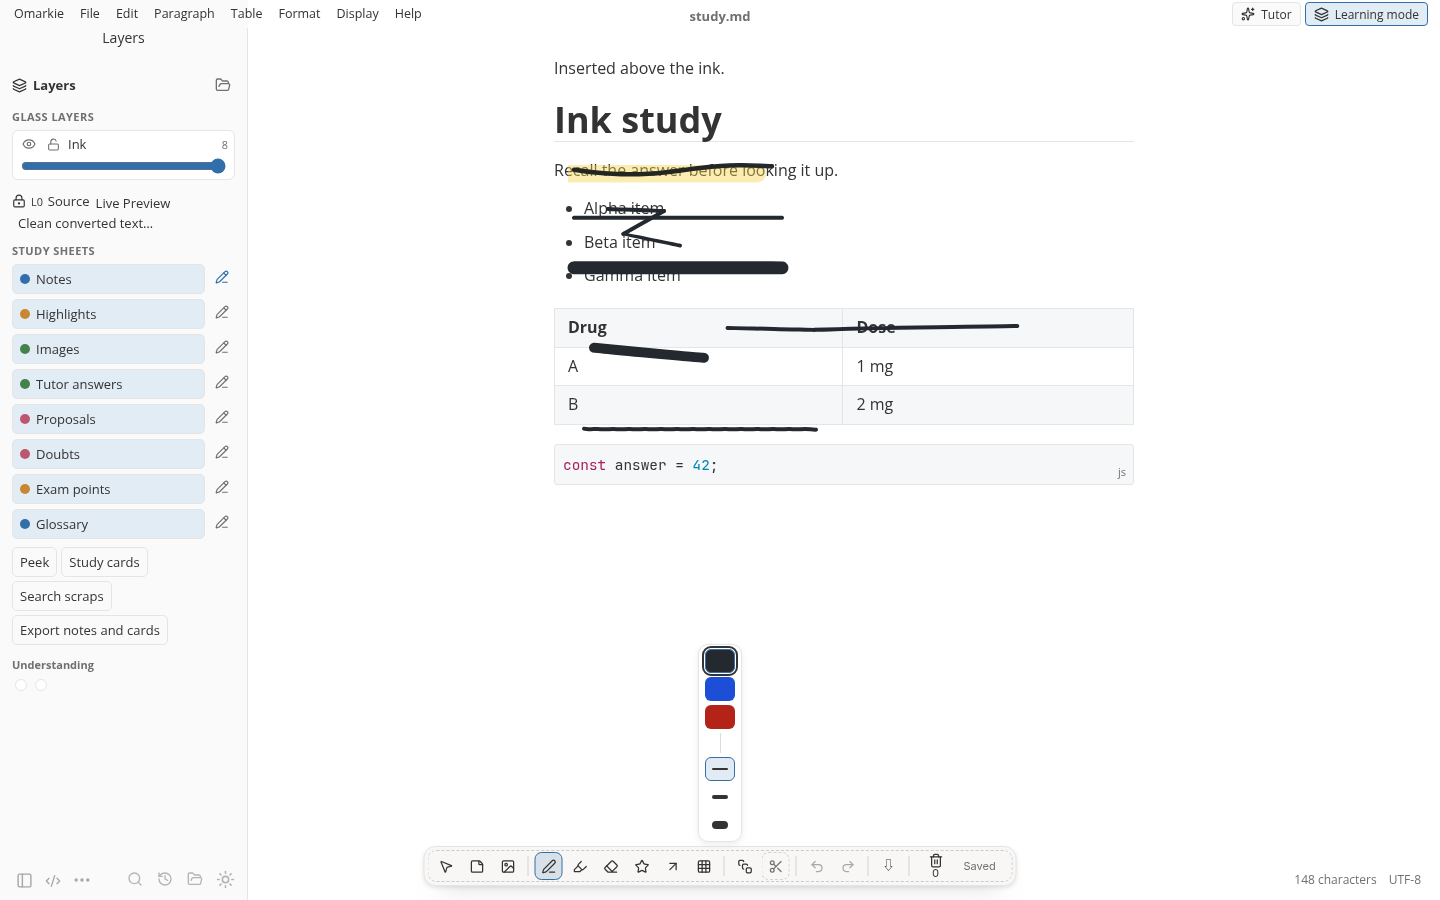 Omarkie File Edit Paragraph Table Format Display Help
study.md
Tutor Learning mode
Layers
Layers
GLASS LAYERS
Ink 8
L0 Source Live Preview
Clean converted text...
STUDY SHEETS
Notes
Highlights
Images
Tutor answers
Proposals
Doubts
Exam points
Glossary
Peek Study cards
Search scraps
Export notes and cards
Understanding
Inserted above the ink.
Ink study
Recall the answer before looking it up.
Alpha item
Beta item
Gamma item
Drug Dose
A 1 mg
B 2 mg
const answer = 42;
js
0
Saved
148 characters UTF-8